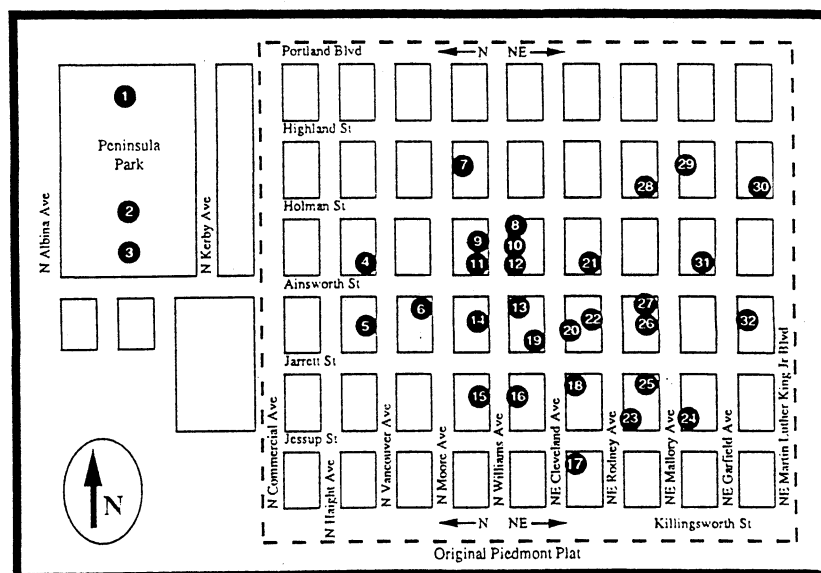 Portland Blvd
N NE
1
Highland St
Peninsula
Park
7
29
28
30
2
Holman St
N Albina Ave
N Kerby Ave
8
9
10
3
4
11
12
21
31
Ainsworth St
6
13
27
5
14
22
26
32
20
19
Jarrett St
18
25
15
16
23
24
Jessup St
17
N
N Commercial Ave
N Haight Ave
N Vancouver Ave
N Moore Ave
N Williams Ave
NE Cleveland Ave
NE Rodney Ave
NE Mallory Ave
NE Garfield Ave
NE Martin Luther King Jr Blvd
N NE
Killingsworth St
Original Piedmont Plat